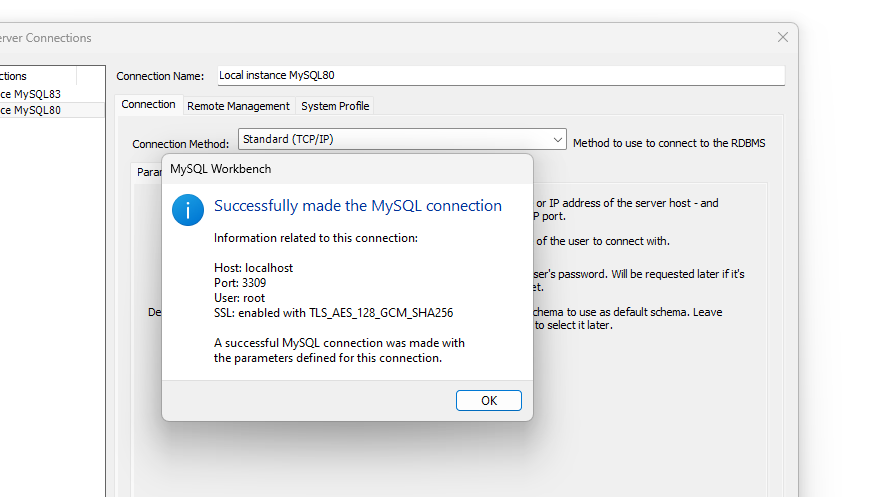 erver Connections
ctions
ce MySQL83
ce MySQL80
Connection Name: Local instance MySQL80
Connection Remote Management System Profile
Connection Method: Standard (TCP/IP) Method to use to connect to the RDBMS
Parar
MySQL Workbench
Successfully made the MySQL connection
Information related to this connection:
Host: localhost
Port: 3309
User: root
SSL: enabled with TLS_AES_128_GCM_SHA256
A successful MySQL connection was made with
the parameters defined for this connection.
OK
or IP address of the server host - and
P port.
of the user to connect with.
ser's password. Will be requested later if it's
et.
De
chema to use as default schema. Leave
to select it later.